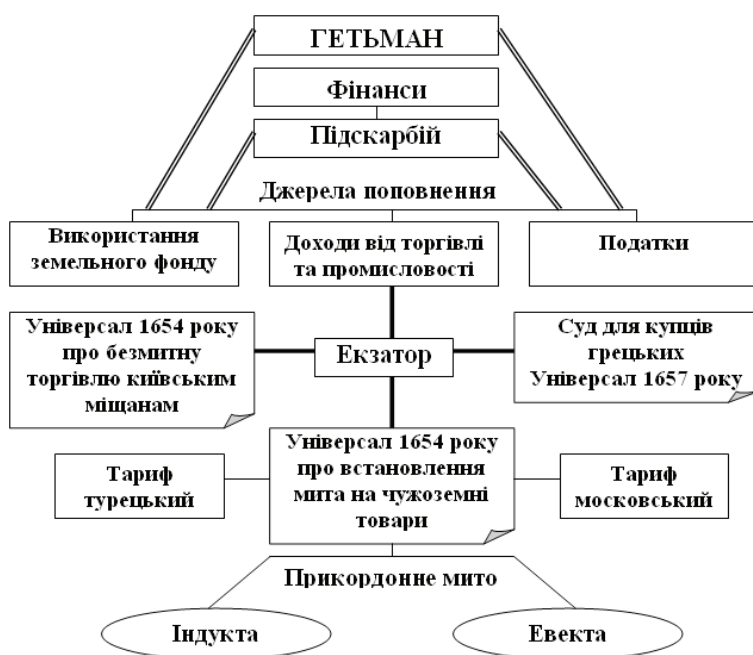 ГЕТЬМАН
Фінанси
Підскарбій
Джерела поповнення
Використання
земельного фонду
Доходи від торгівлі
та промисловості
Податки
Універсал 1654 року
про безмитну
торгівлю київським
міщанам
Екзатор
Суд для купців
грецьких
Універсал 1657 року
Універсал 1654 року
про встановлення
мита на чужоземні
товари
Тариф
турецький
Тариф
московський
Прикордонне мито
Індукта
Евекта